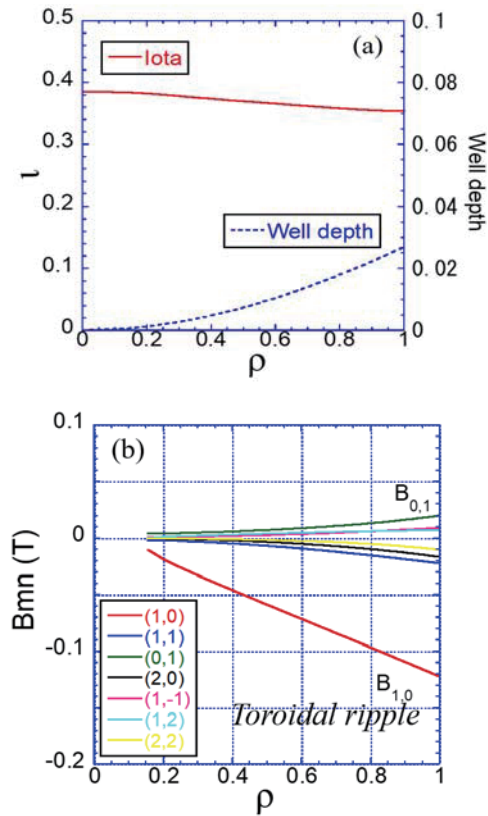 0.5
0.1
(a)
Iota
0.4
0.08
0.3
0.06
ι
Well depth
0.2
0.04
Well depth
0.1
0.02
0
0
0 0.2 0.4 0.6 0.8 1
ρ
0.1
(b)
B0,1
0
Bmn (T)
(1,0)
(1,1)
(0,1)
(2,0)
(1,-1)
(1,2)
(2,2)
-0.1
B1,0
Toroidal ripple
-0.2
0 0.2 0.4 0.6 0.8 1
ρ